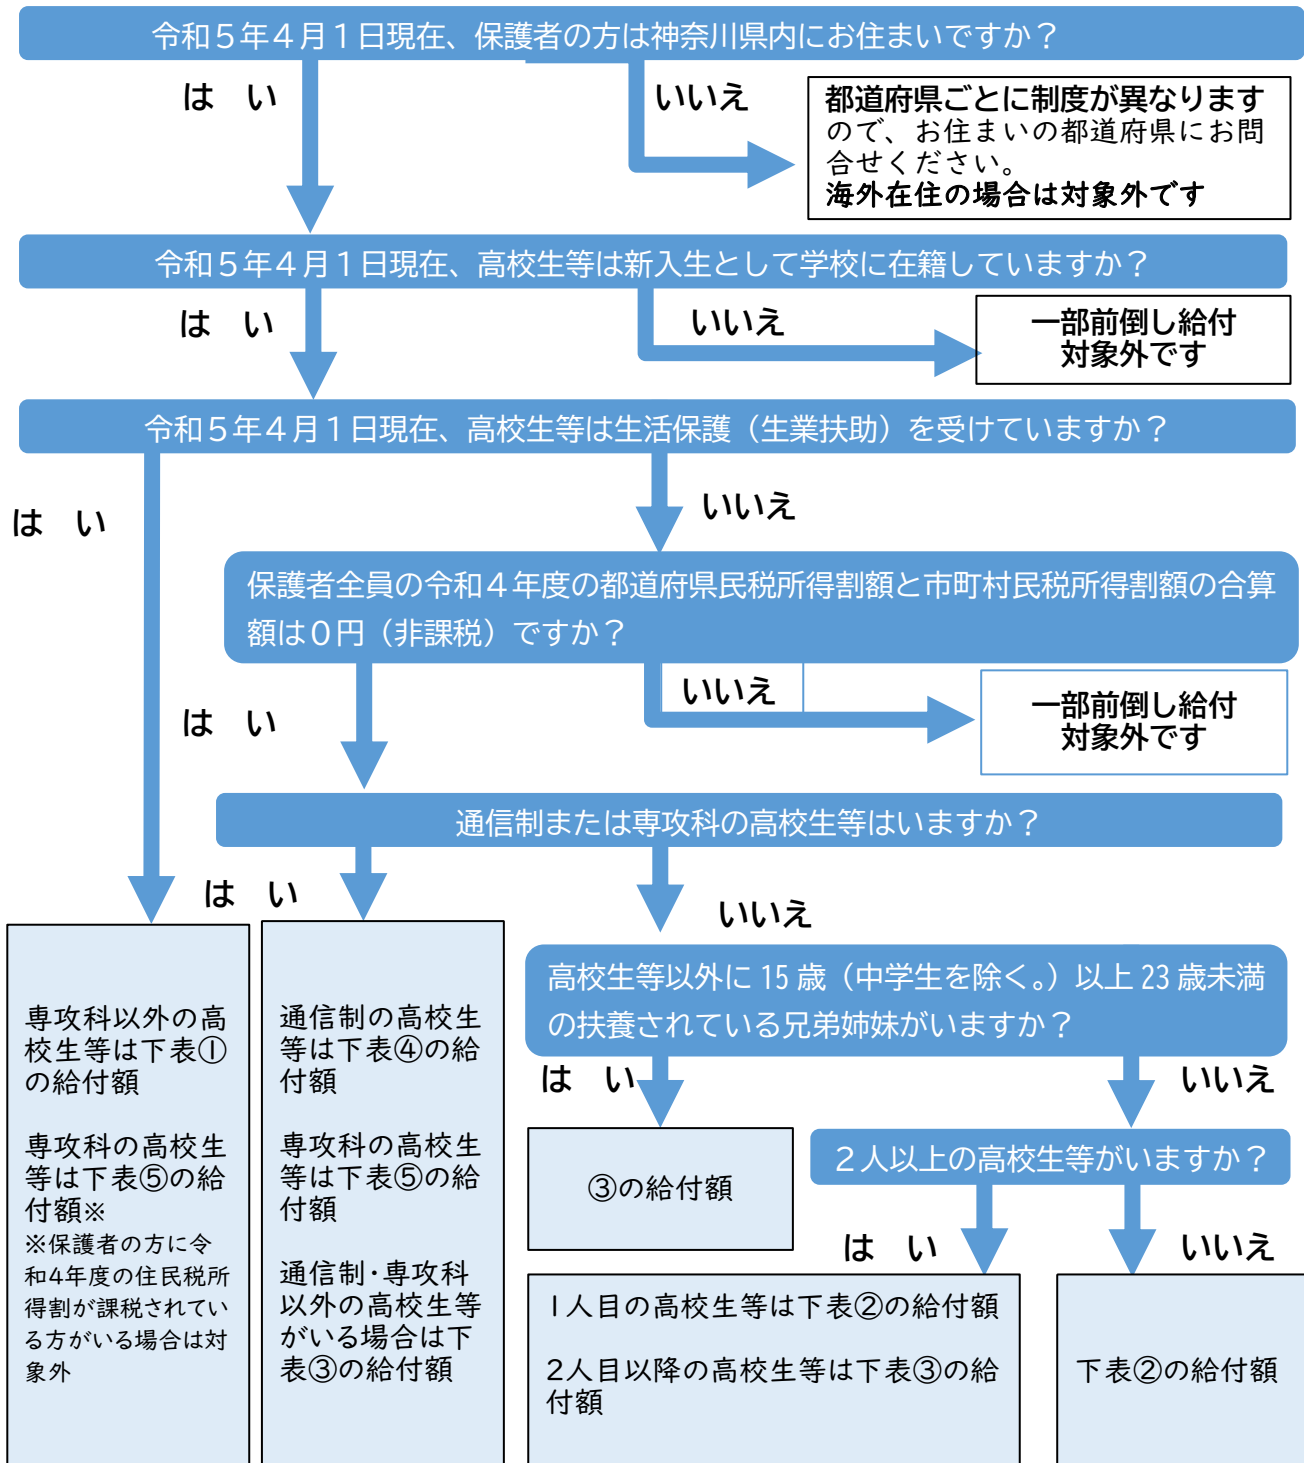 令和５年４月１日現在、保護者の方は神奈川県内にお住まいですか？
は　い
いいえ
都道府県ごとに制度が異なります
ので、お住まいの都道府県にお問
合せください。
海外在住の場合は対象外です
令和５年４月１日現在、高校生等は新入生として学校に在籍していますか？
は　い
いいえ
一部前倒し給付
対象外です
令和５年４月１日現在、高校生等は生活保護（生業扶助）を受けていますか？
は　い
いいえ
保護者全員の令和４年度の都道府県民税所得割額と市町村民税所得割額の合算
額は０円（非課税）ですか？
は　い
いいえ
一部前倒し給付
対象外です
通信制または専攻科の高校生等はいますか？
は　い
いいえ
専攻科以外の高
校生等は下表①
の給付額
専攻科の高校生
等は下表⑤の給
付額※
※保護者の方に令
和4年度の住民税所
得割が課税されてい
る方がいる場合は対
象外
通信制の高校生
等は下表④の給
付額
専攻科の高校生
等は下表⑤の給
付額
通信制・専攻科
以外の高校生等
がいる場合は下
表③の給付額
高校生等以外に 15 歳（中学生を除く。）以上 23 歳未満
の扶養されている兄弟姉妹がいますか？
は　い
いいえ
③の給付額
２人以上の高校生等がいますか？
は　い
いいえ
1人目の高校生等は下表②の給付額
2人目以降の高校生等は下表③の給
付額
下表②の給付額